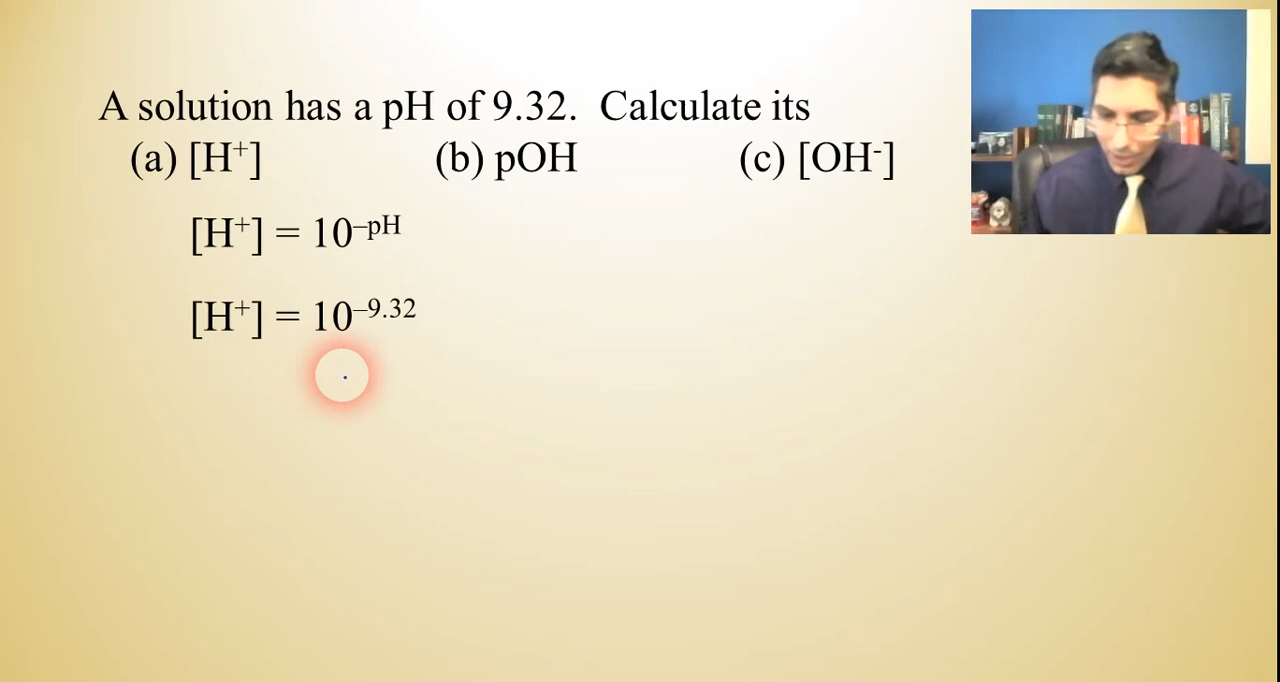 A solution has a pH of 9.32. Calculate its
(a) [H⁺] (b) pOH (c) [OH⁻]
[H⁺] = 10⁻ᵖᴴ
[H⁺] = 10⁻⁹·³²